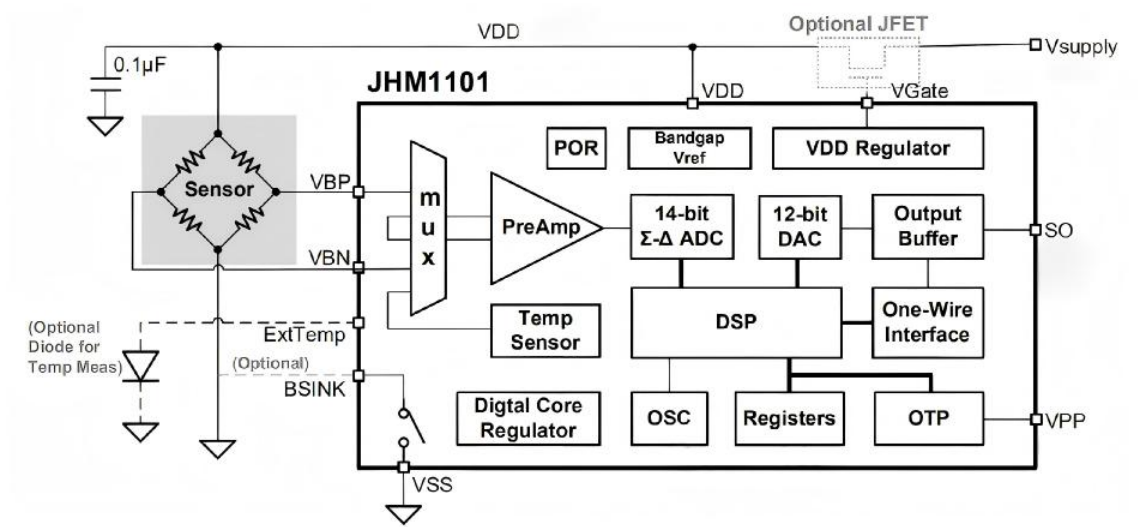 Optional JFET
VDD
Vsupply
0.1µF
JHM1101
VDD
VGate
POR
Bandgap
Vref
VDD Regulator
Sensor
VBP
mux
PreAmp
14-bit
Σ-Δ ADC
12-bit
DAC
Output
Buffer
SO
VBN
(Optional
Diode for
Temp Meas)
ExtTemp
Temp
Sensor
DSP
One-Wire
Interface
(Optional)
BSINK
Digtal Core
Regulator
OSC
Registers
OTP
VPP
VSS